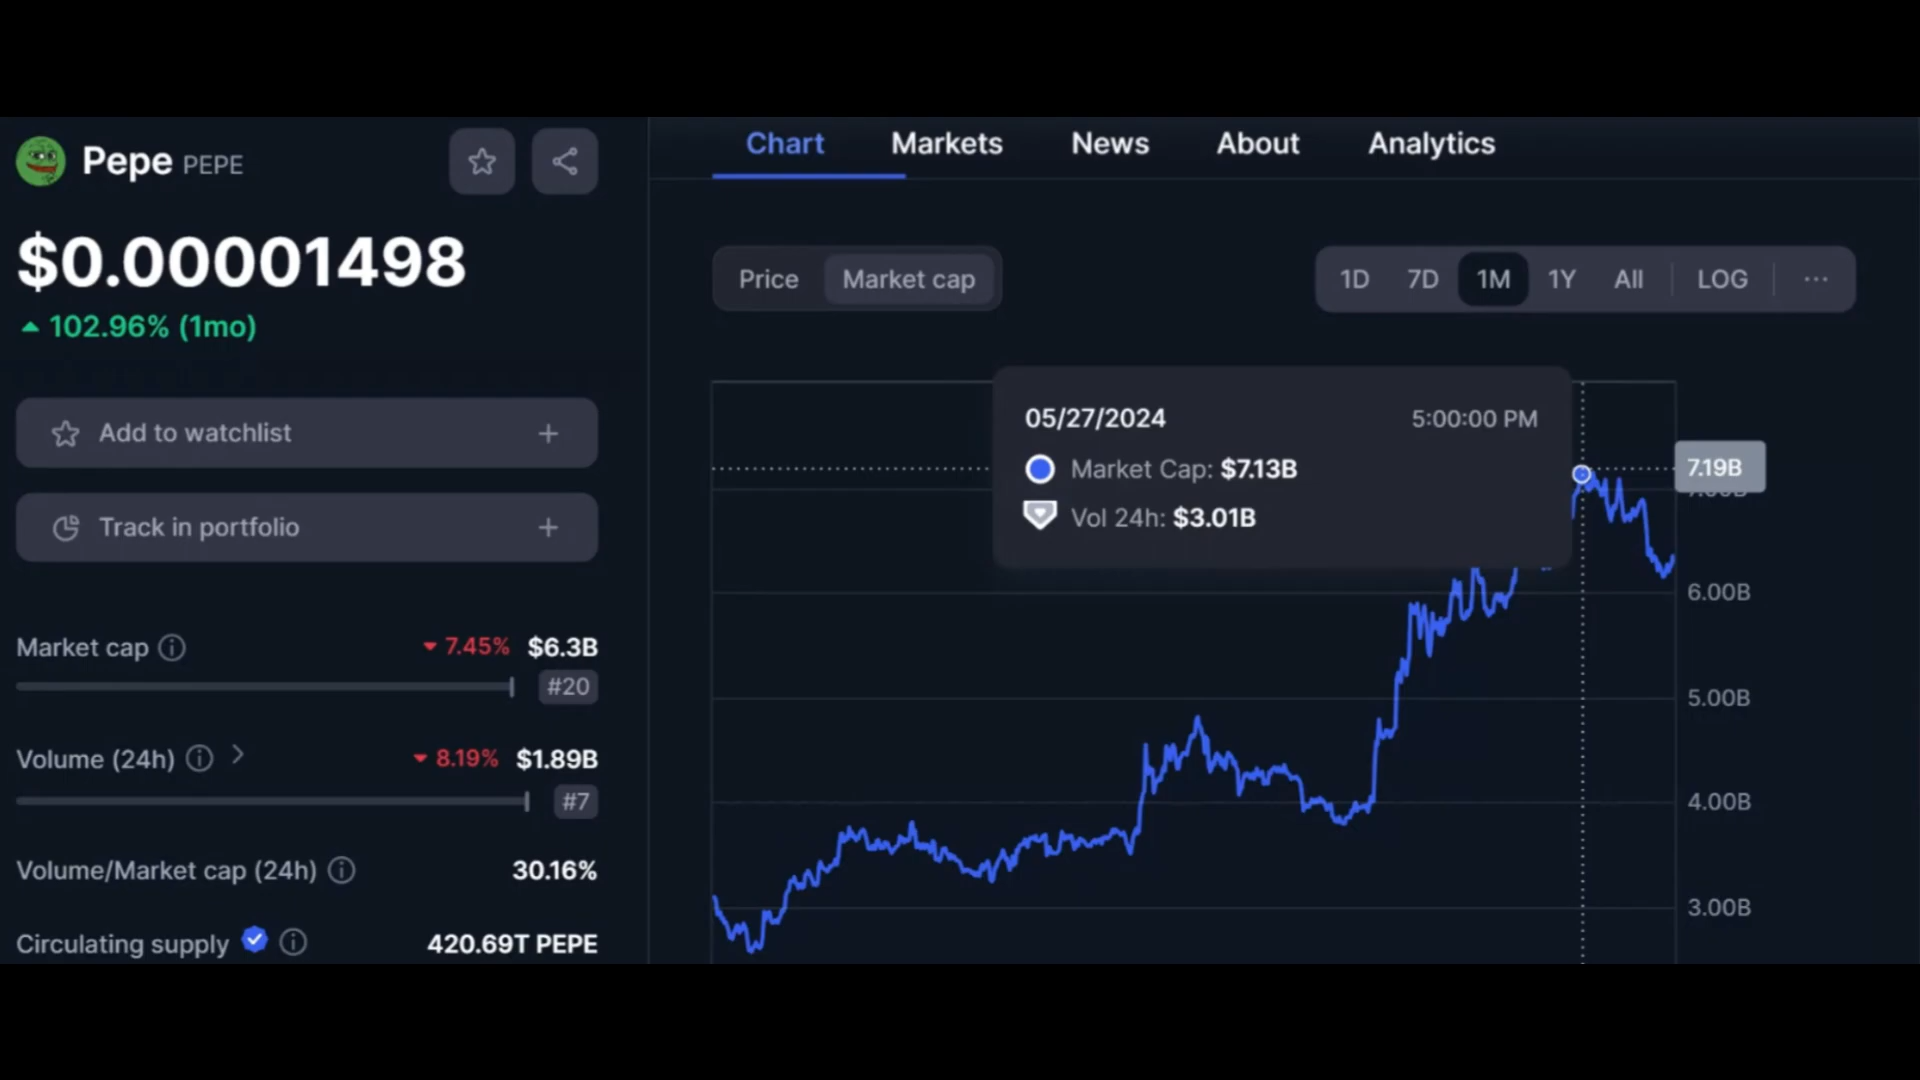 Pepe PEPE
$0.00001498
102.96% (1mo)
Add to watchlist +
Track in portfolio +
Market cap 7.45% $6.3B
#20
Volume (24h) 8.19% $1.89B
#7
Volume/Market cap (24h) 30.16%
Circulating supply 420.69T PEPE
Chart Markets News About Analytics
Price Market cap
1D 7D 1M 1Y All LOG ...
05/27/2024 5:00:00 PM
Market Cap: $7.13B
Vol 24h: $3.01B
7.19B
7.00B
6.00B
5.00B
4.00B
3.00B